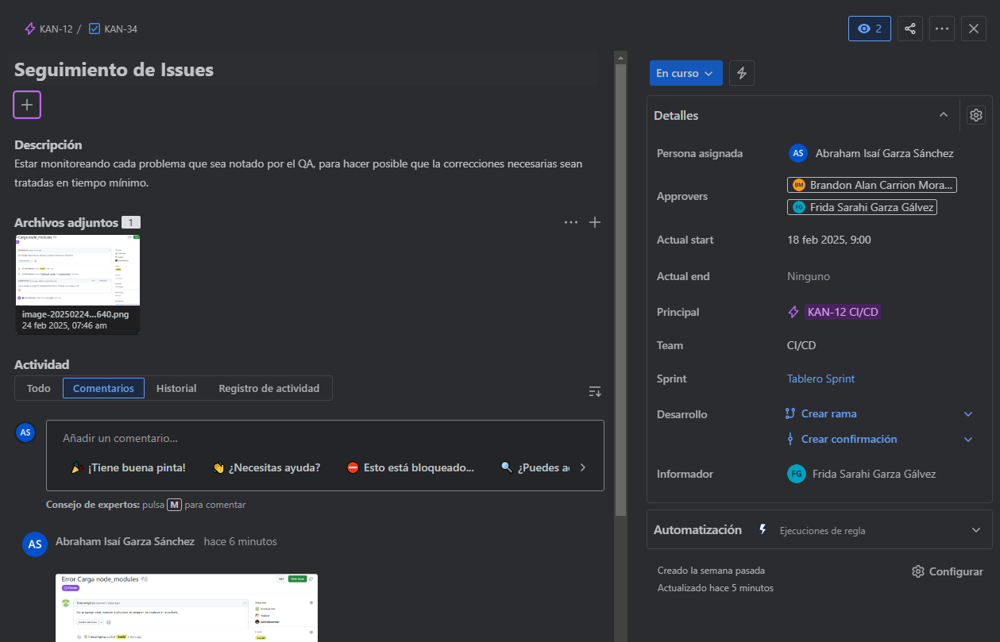 KAN-12 / KAN-34
2
Seguimiento de Issues
En curso
Descripción
Estar monitoreando cada problema que sea notado por el QA, para hacer posible que la correcciones necesarias sean
tratadas en tiempo mínimo.
Archivos adjuntos 1
Carga node_modules
image-20250224...640.png
24 feb 2025, 07:46 am
Actividad
Todo Comentarios Historial Registro de actividad
AS
Añadir un comentario...
¡Tiene buena pinta! ¿Necesitas ayuda? Esto está bloqueado... ¿Puedes
Consejo de expertos: pulsa M para comentar
AS Abraham Isaí Garza Sánchez hace 6 minutos
Error Carga node_modules #8
Closed
New issue
Detalles
Persona asignada AS Abraham Isaí Garza Sánchez
Approvers
BM Brandon Alan Carrion Mora...
FG Frida Sarahi Garza Gálvez
Actual start 18 feb 2025, 9:00
Actual end Ninguno
Principal KAN-12 CI/CD
Team CI/CD
Sprint Tablero Sprint
Desarrollo Crear rama
Crear confirmación
Informador FG Frida Sarahi Garza Gálvez
Automatización Ejecuciones de regla
Creado la semana pasada
Actualizado hace 5 minutos
Configurar